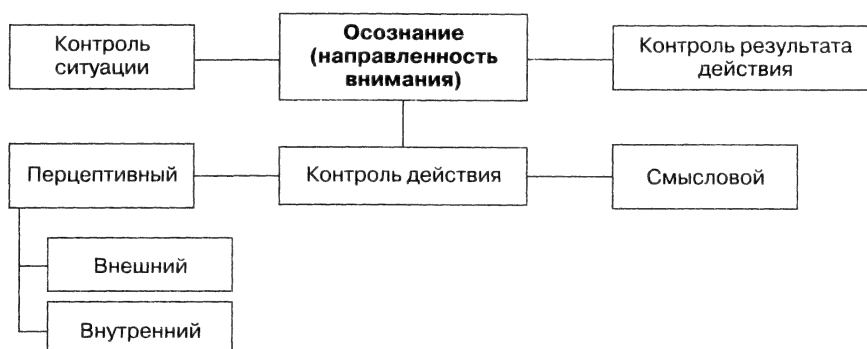 Контроль
ситуации
Осознание
(направленность
внимания)
Контроль результата
действия
Перцептивный
Контроль действия
Смысловой
Внешний
Внутренний